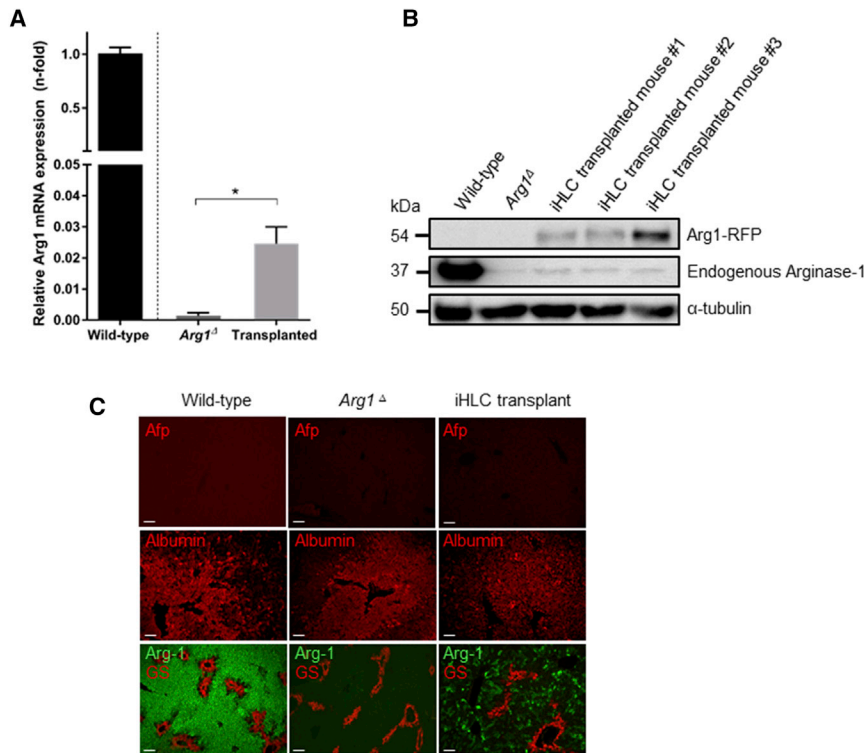 A
Relative Arg1 mRNA expression (n-fold)
1.0
0.5
0.05
0.04
0.03
0.02
0.01
0.00
*
Wild-type
Arg1Δ
Transplanted
B
Wild-type
Arg1Δ
iHLC transplanted mouse #1
iHLC transplanted mouse #2
iHLC transplanted mouse #3
kDa
54
Arg1-RFP
37
Endogenous Arginase-1
50
α-tubulin
C
Wild-type
Arg1 Δ
iHLC transplant
Afp
Afp
Afp
Albumin
Albumin
Albumin
Arg-1
GS
Arg-1
GS
Arg-1
GS